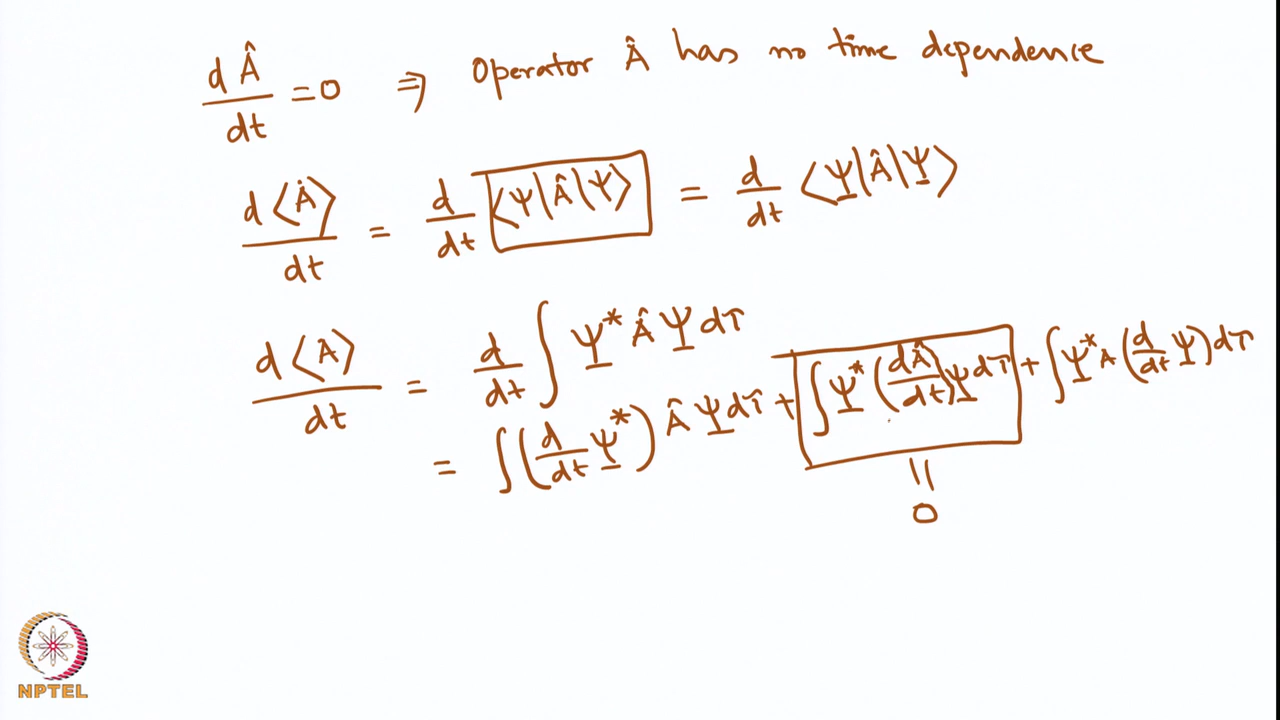 dÂ/dt = 0 ⇒ Operator Â has no time dependence
d⟨Â⟩/dt = d/dt ⟨Ψ|Â|Ψ⟩ = d/dt ⟨Ψ|Â|Ψ⟩
d⟨A⟩/dt = d/dt ∫ Ψ* Â Ψ dτ
= ∫ (d/dt Ψ*) Â Ψ dτ + ∫ Ψ* (dÂ/dt) Ψ dτ + ∫ Ψ* A (d/dt Ψ) dτ
||
0
NPTEL